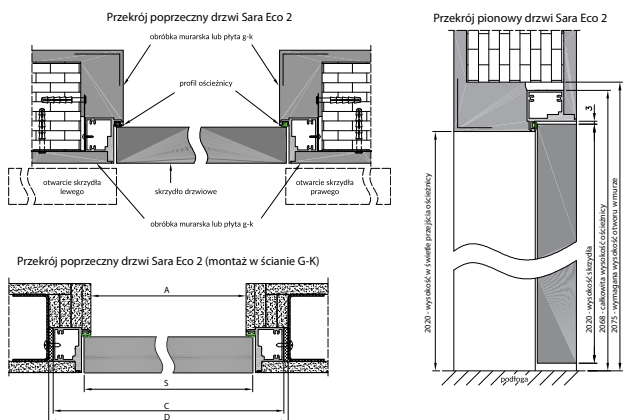 Przekrój poprzeczny drzwi Sara Eco 2
obróbka murarska lub płyta g-k
profil ościeżnicy
otwarcie skrzydła
lewego
skrzydło drzwiowe
otwarcie skrzydła
prawego
obróbka murarska lub płyta g-k
Przekrój poprzeczny drzwi Sara Eco 2 (montaż w ścianie G-K)
A
S
C
D
Przekrój pionowy drzwi Sara Eco 2
3
2020 - wysokość w świetle przejścia ościeżnicy
2020 - wysokość skrzydła
2068 - całkowita wysokość ościeżnicy
2075 - wymagana wysokość otworu w murze
podłoga